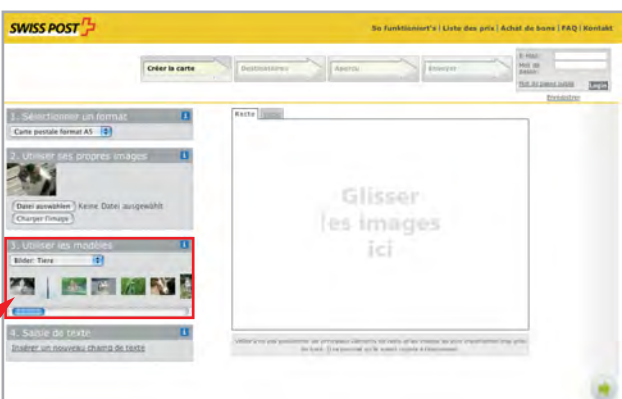 SWISS POST
So funktioniert's | Liste des prix | Achat de bons | FAQ | Kontakt
Créer la carte
Destinataires
Aperçu
Envoyer
E-Mail:
Mot de passe:
Mot de passe oublié
Login
Enregistrer
1. Sélectionner un format
Carte postale format A5
2. Utiliser ses propres images
Datei auswählen Keine Datei ausgewählt
Charger l'image
3. Utiliser les modèles
Bilder: Tiere
4. Saisie de texte
Insérer un nouveau champ de texte
Recto
Glisser
les images
ici